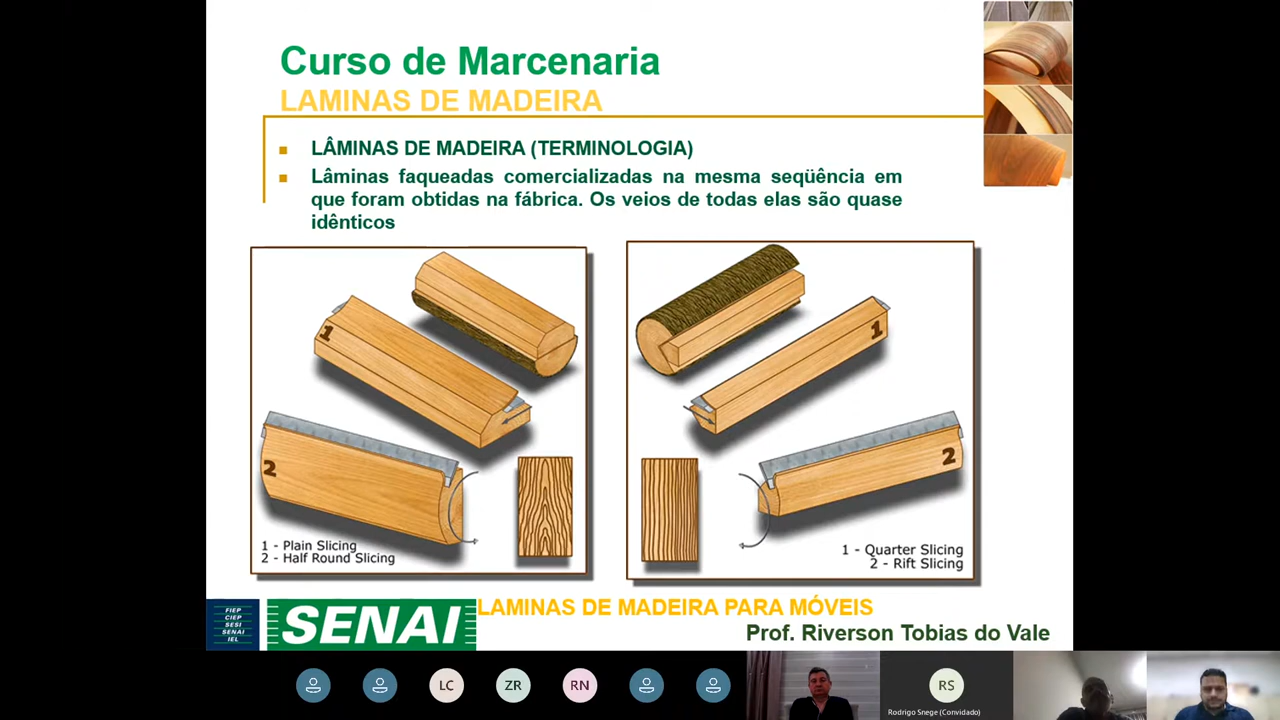 Curso de Marcenaria
LAMINAS DE MADEIRA
LÂMINAS DE MADEIRA (TERMINOLOGIA)
Lâminas faqueadas comercializadas na mesma seqüência em
que foram obtidas na fábrica. Os veios de todas elas são quase
idênticos
1
2
1 - Plain Slicing
2 - Half Round Slicing
1
2
1 - Quarter Slicing
2 - Rift Slicing
FIEP
CIEP
SESI
SENAI
IEL
SENAI
LAMINAS DE MADEIRA PARA MÓVEIS
Prof. Riverson Tobias do Vale
LC
ZR
RN
RS
Rodrigo Snege (Convidado)